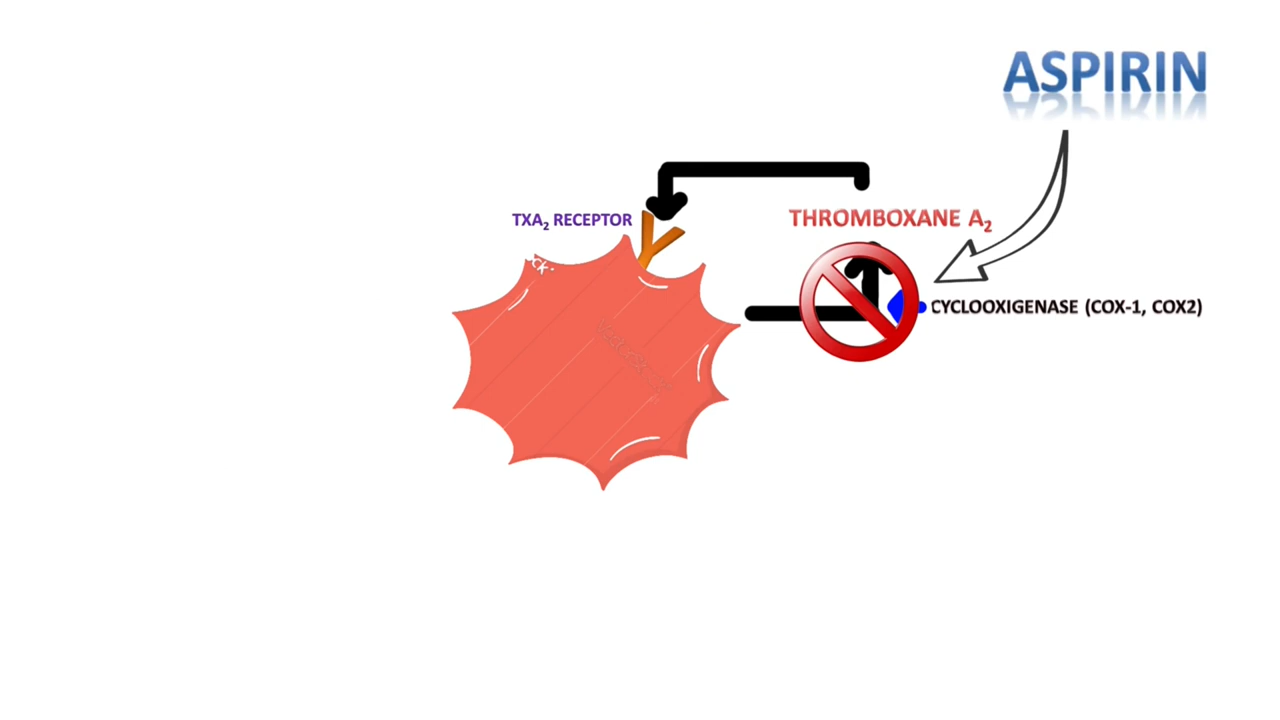 ASPIRIN
TXA₂ RECEPTOR
THROMBOXANE A₂
CYCLOOXIGENASE (COX-1, COX2)